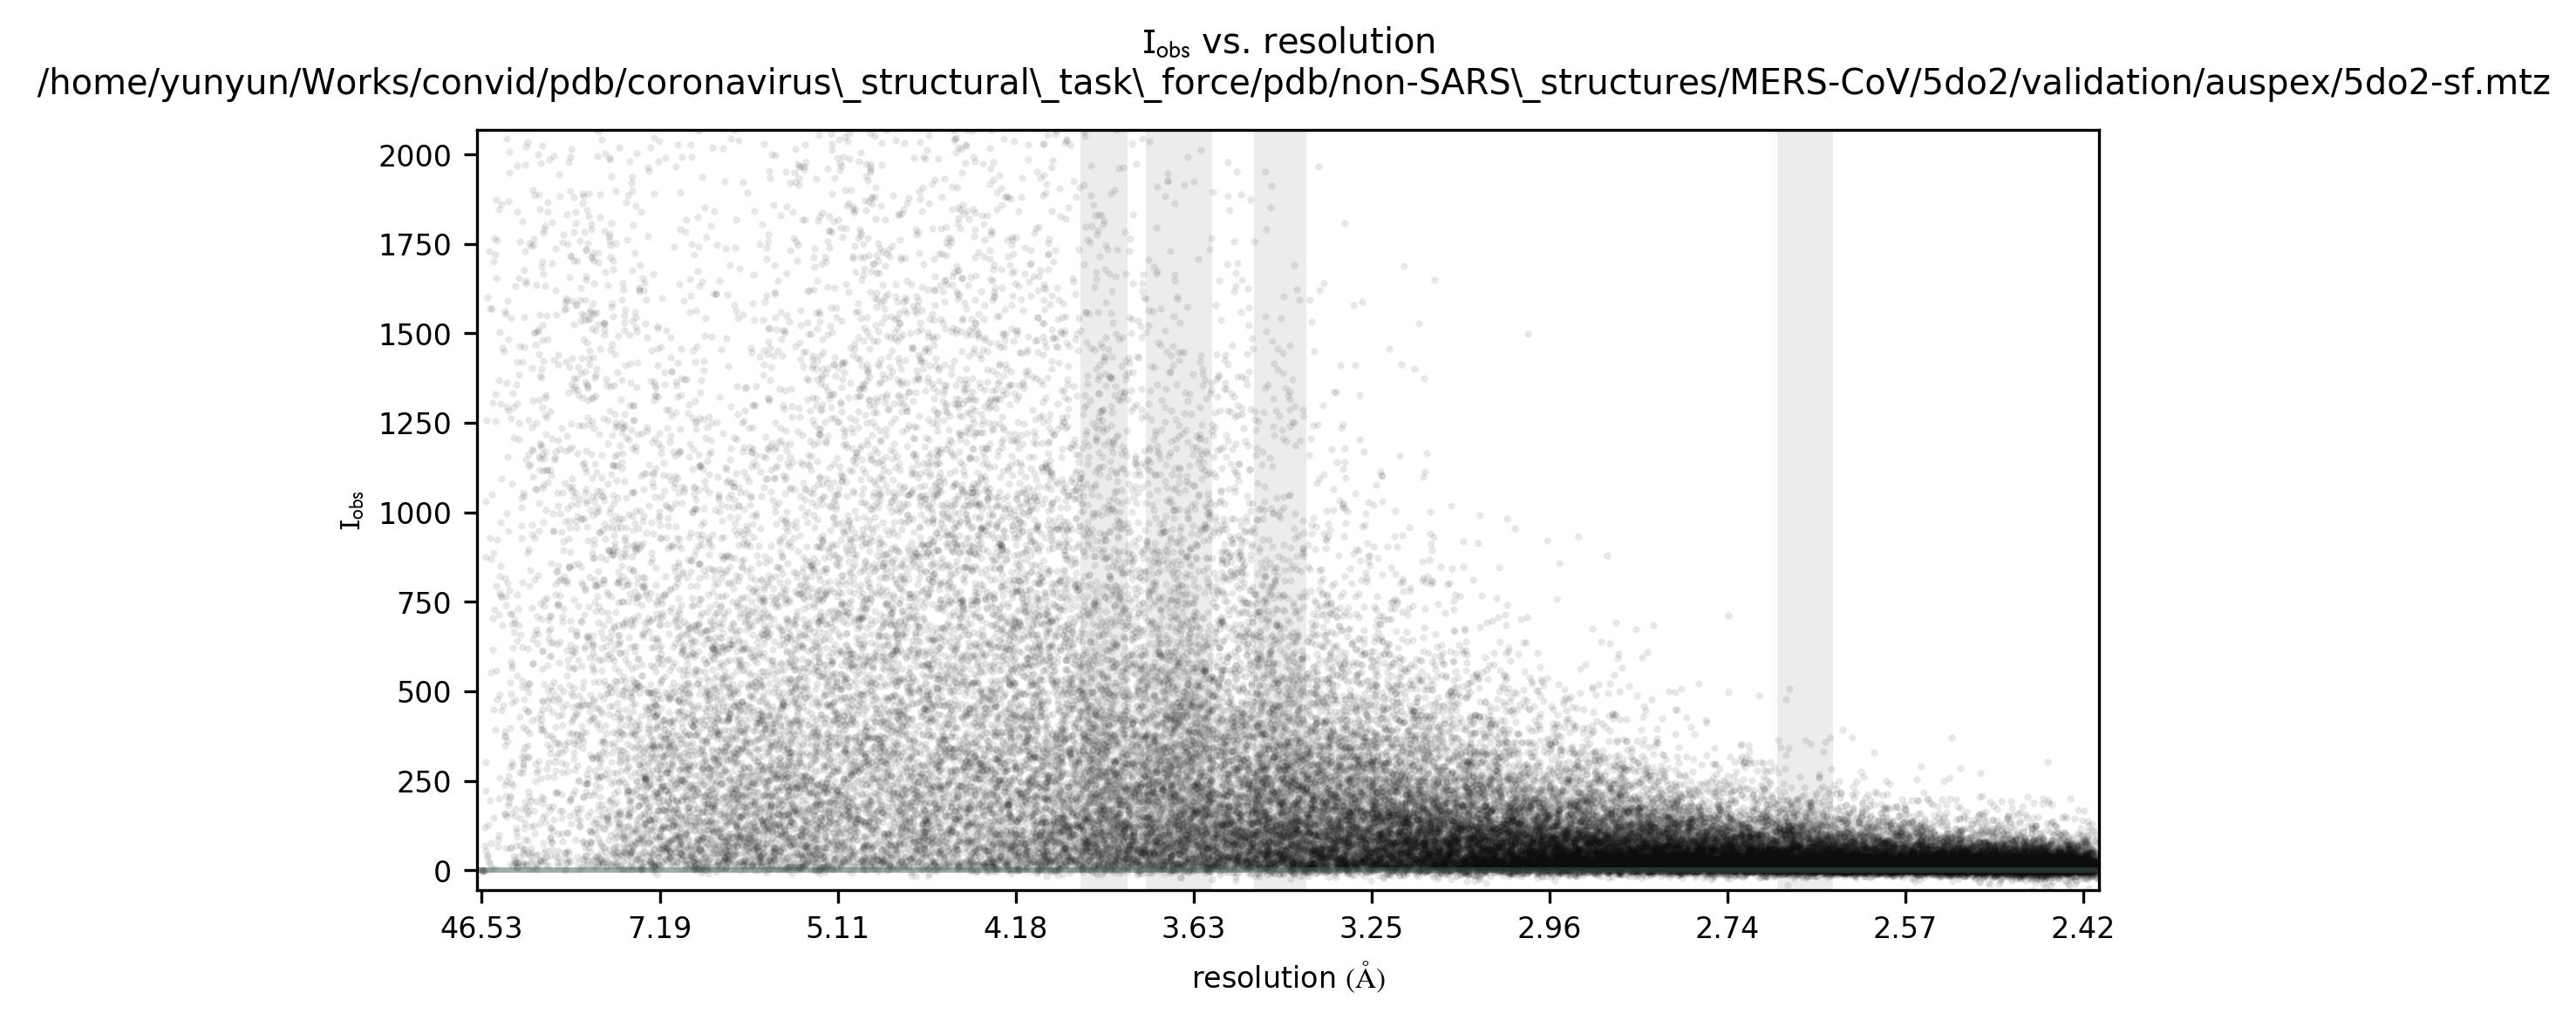 I_obs vs. resolution
/home/yunyun/Works/convid/pdb/coronavirus\_structural\_task\_force/pdb/non-SARS\_structures/MERS-CoV/5do2/validation/auspex/5do2-sf.mtz
2000
1750
1500
1250
1000
750
500
250
0
I_obs
46.53 7.19 5.11 4.18 3.63 3.25 2.96 2.74 2.57 2.42
resolution (Å)